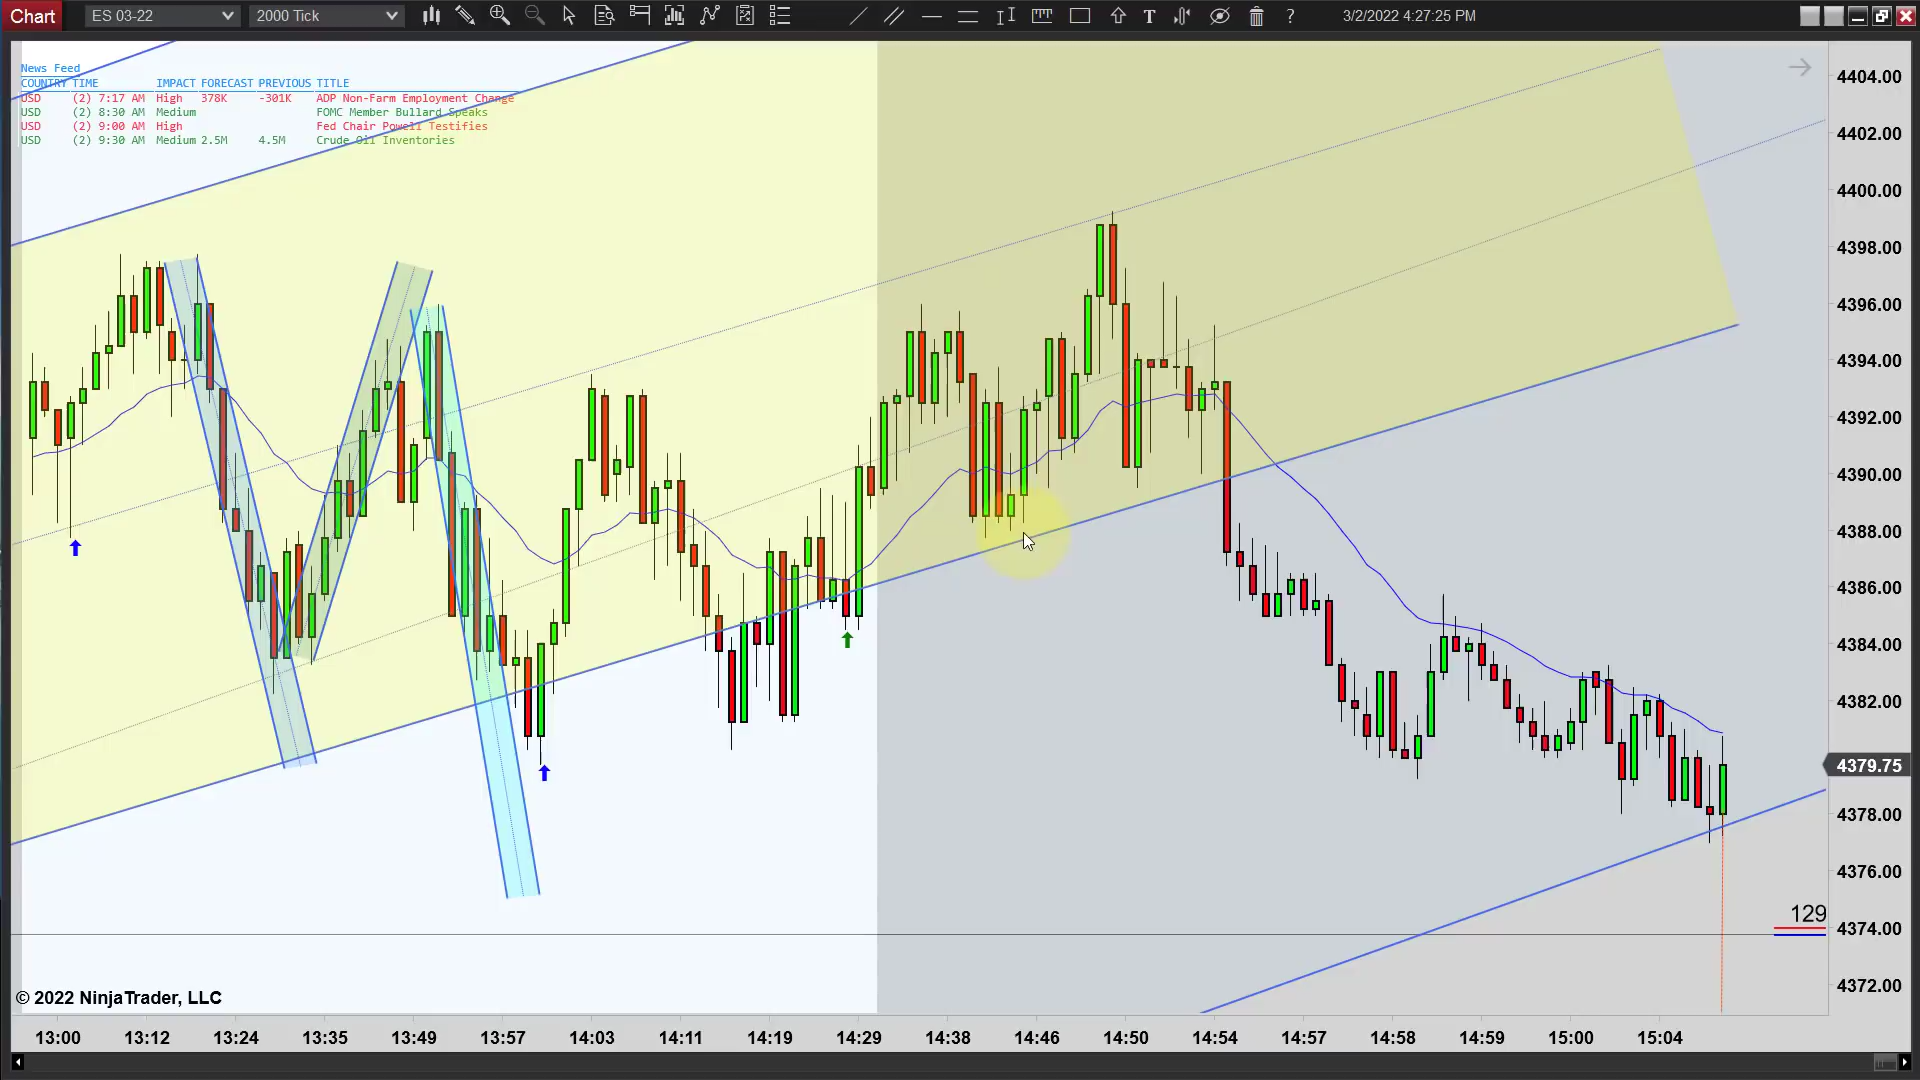 Chart ES 03-22 2000 Tick T ? 3/2/2022 4:27:25 PM
News Feed
COUNTRY TIME IMPACT FORECAST PREVIOUS TITLE
USD (2) 7:17 AM High 378K -301K ADP Non-Farm Employment Change
USD (2) 8:30 AM Medium FOMC Member Bullard Speaks
USD (2) 9:00 AM High Fed Chair Powell Testifies
USD (2) 9:30 AM Medium 2.5M 4.5M Crude Oil Inventories
4404.00
4402.00
4400.00
4398.00
4396.00
4394.00
4392.00
4390.00
4388.00
4386.00
4384.00
4382.00
4379.75
4378.00
4376.00
129
4374.00
4372.00
© 2022 NinjaTrader, LLC
13:00 13:12 13:24 13:35 13:49 13:57 14:03 14:11 14:19 14:29 14:38 14:46 14:50 14:54 14:57 14:58 14:59 15:00 15:04